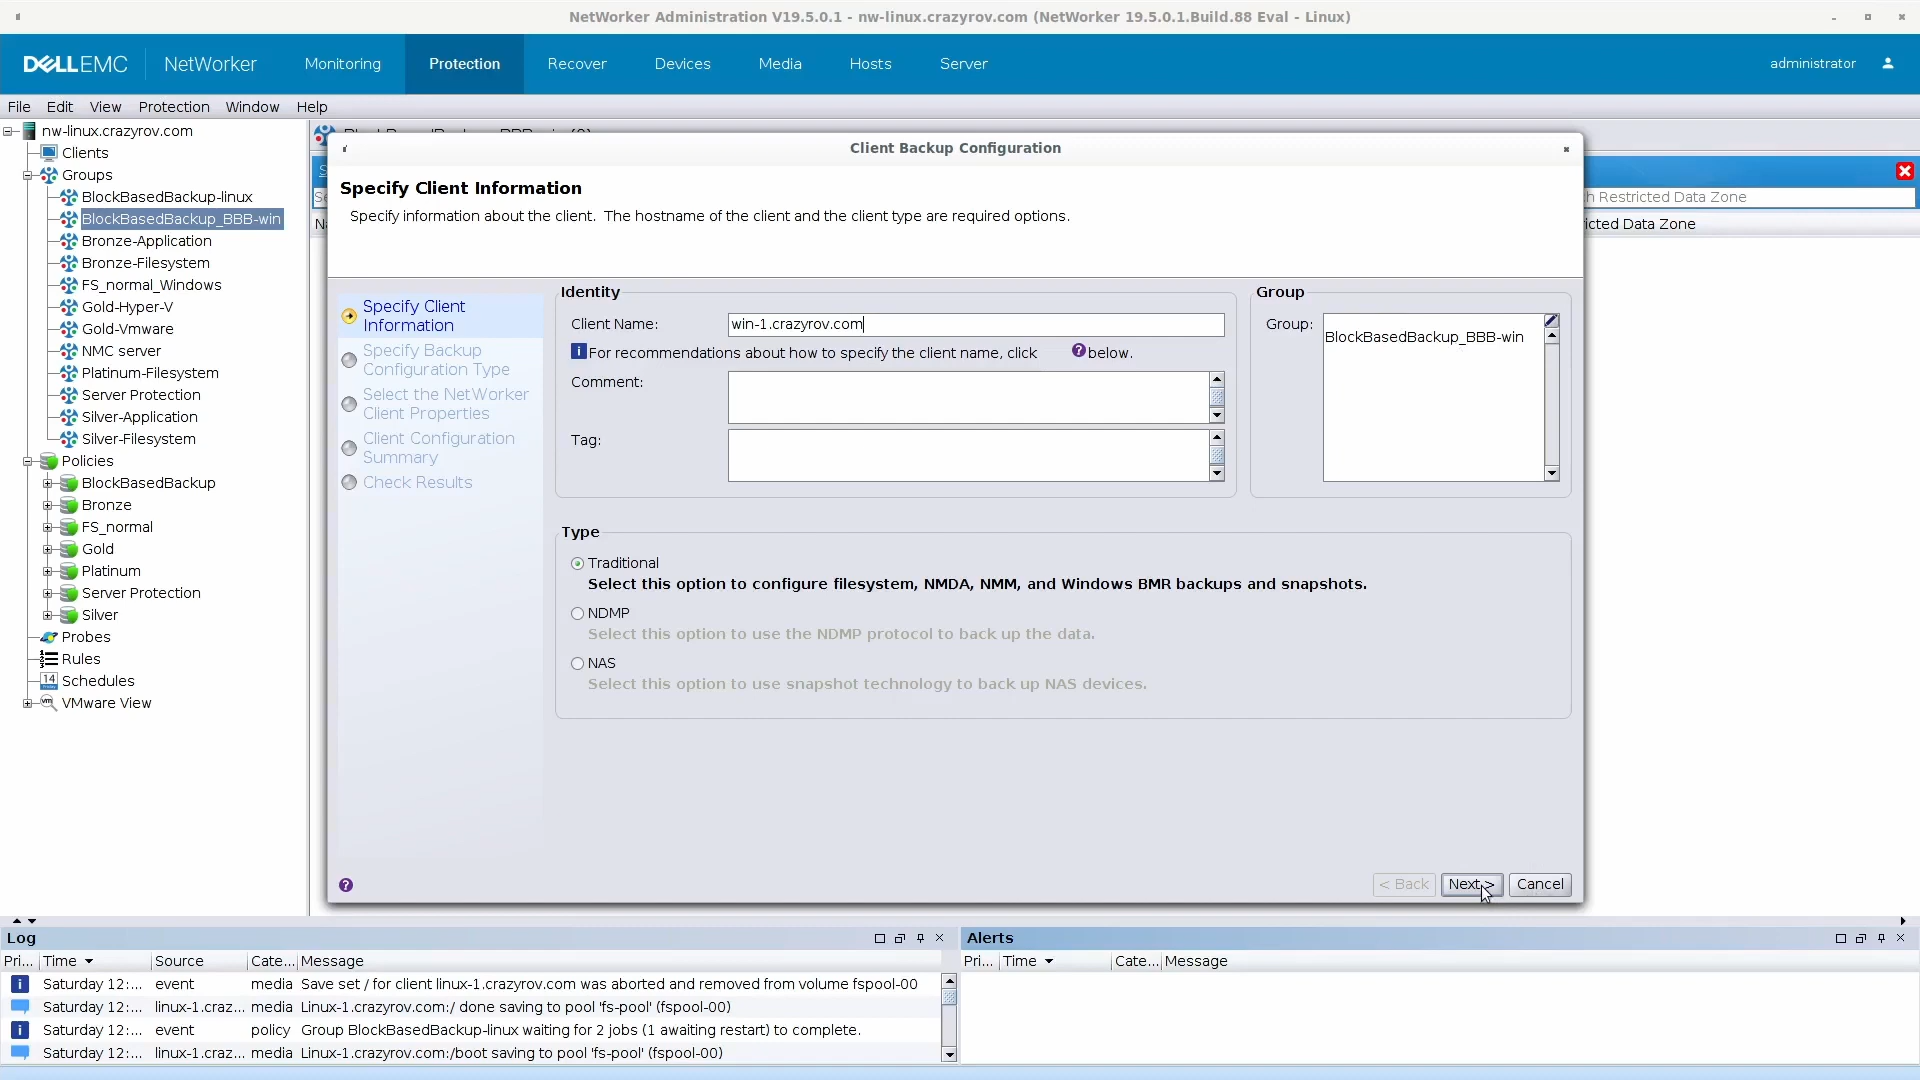 NetWorker Administration V19.5.0.1 - nw-linux.crazyrov.com (NetWorker 19.5.0.1.Build.88 Eval - Linux)
DELLEMC
NetWorker
Monitoring
Protection
Recover
Devices
Media
Hosts
Server
administrator
File Edit View Protection Window Help
nw-linux.crazyrov.com
Clients
Groups
BlockBasedBackup-linux
BlockBasedBackup_BBB-win
Bronze-Application
Bronze-Filesystem
FS_normal_Windows
Gold-Hyper-V
Gold-Vmware
NMC server
Platinum-Filesystem
Server Protection
Silver-Application
Silver-Filesystem
Policies
BlockBasedBackup
Bronze
FS_normal
Gold
Platinum
Server Protection
Silver
Probes
Rules
14
Schedules
vm
VMware View
h Restricted Data Zone
icted Data Zone
Client Backup Configuration
Specify Client Information
Specify information about the client. The hostname of the client and the client type are required options.
Specify Client
Information
Specify Backup
Configuration Type
Select the NetWorker
Client Properties
Client Configuration
Summary
Check Results
Identity
Client Name: win-1.crazyrov.com
For recommendations about how to specify the client name, click ? below.
Comment:
Tag:
Group
Group: BlockBasedBackup_BBB-win
Type
Traditional
Select this option to configure filesystem, NMDA, NMM, and Windows BMR backups and snapshots.
NDMP
Select this option to use the NDMP protocol to back up the data.
NAS
Select this option to use snapshot technology to back up NAS devices.
?
< Back Next > Cancel
Log
Pri... Time Source Cate... Message
Saturday 12:... event media Save set / for client linux-1.crazyrov.com was aborted and removed from volume fspool-00
Saturday 12:... linux-1.craz... media Linux-1.crazyrov.com:/ done saving to pool 'fs-pool' (fspool-00)
Saturday 12:... event policy Group BlockBasedBackup-linux waiting for 2 jobs (1 awaiting restart) to complete.
Saturday 12:... linux-1.craz... media Linux-1.crazyrov.com:/boot saving to pool 'fs-pool' (fspool-00)
Alerts
Pri... Time Cate... Message